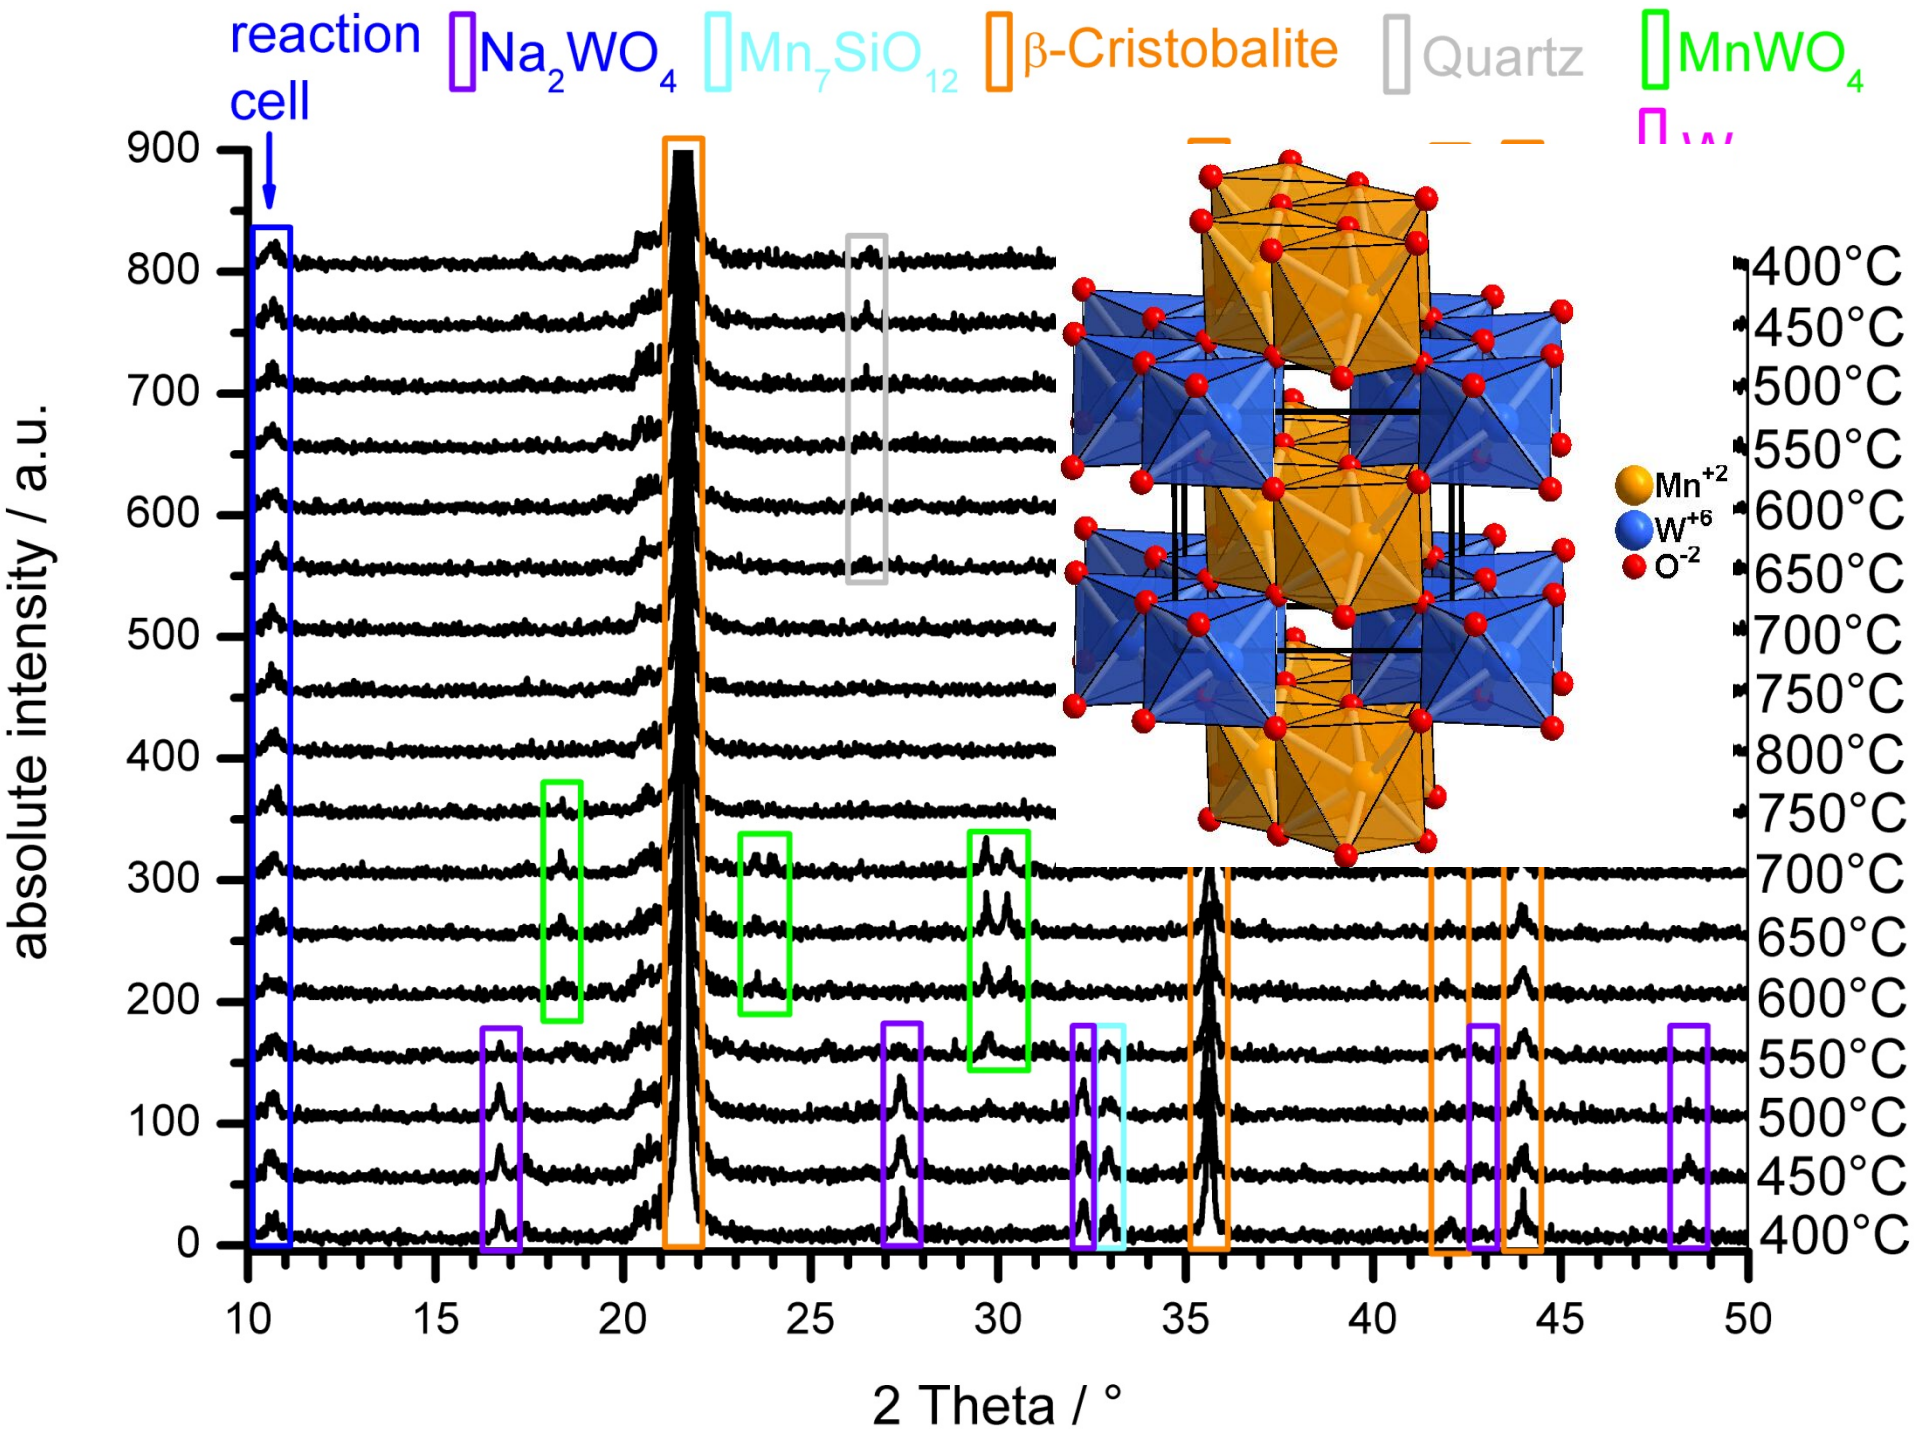 reaction
cell
Na₂WO₄
Mn₇SiO₁₂
β-Cristobalite
Quartz
MnWO₄
W
absolute intensity / a.u.
900
800
700
600
500
400
300
200
100
0
400°C
450°C
500°C
550°C
600°C
650°C
700°C
750°C
800°C
750°C
700°C
650°C
600°C
550°C
500°C
450°C
400°C
Mn⁺²
W⁺⁶
O⁻²
10 15 20 25 30 35 40 45 50
2 Theta / °